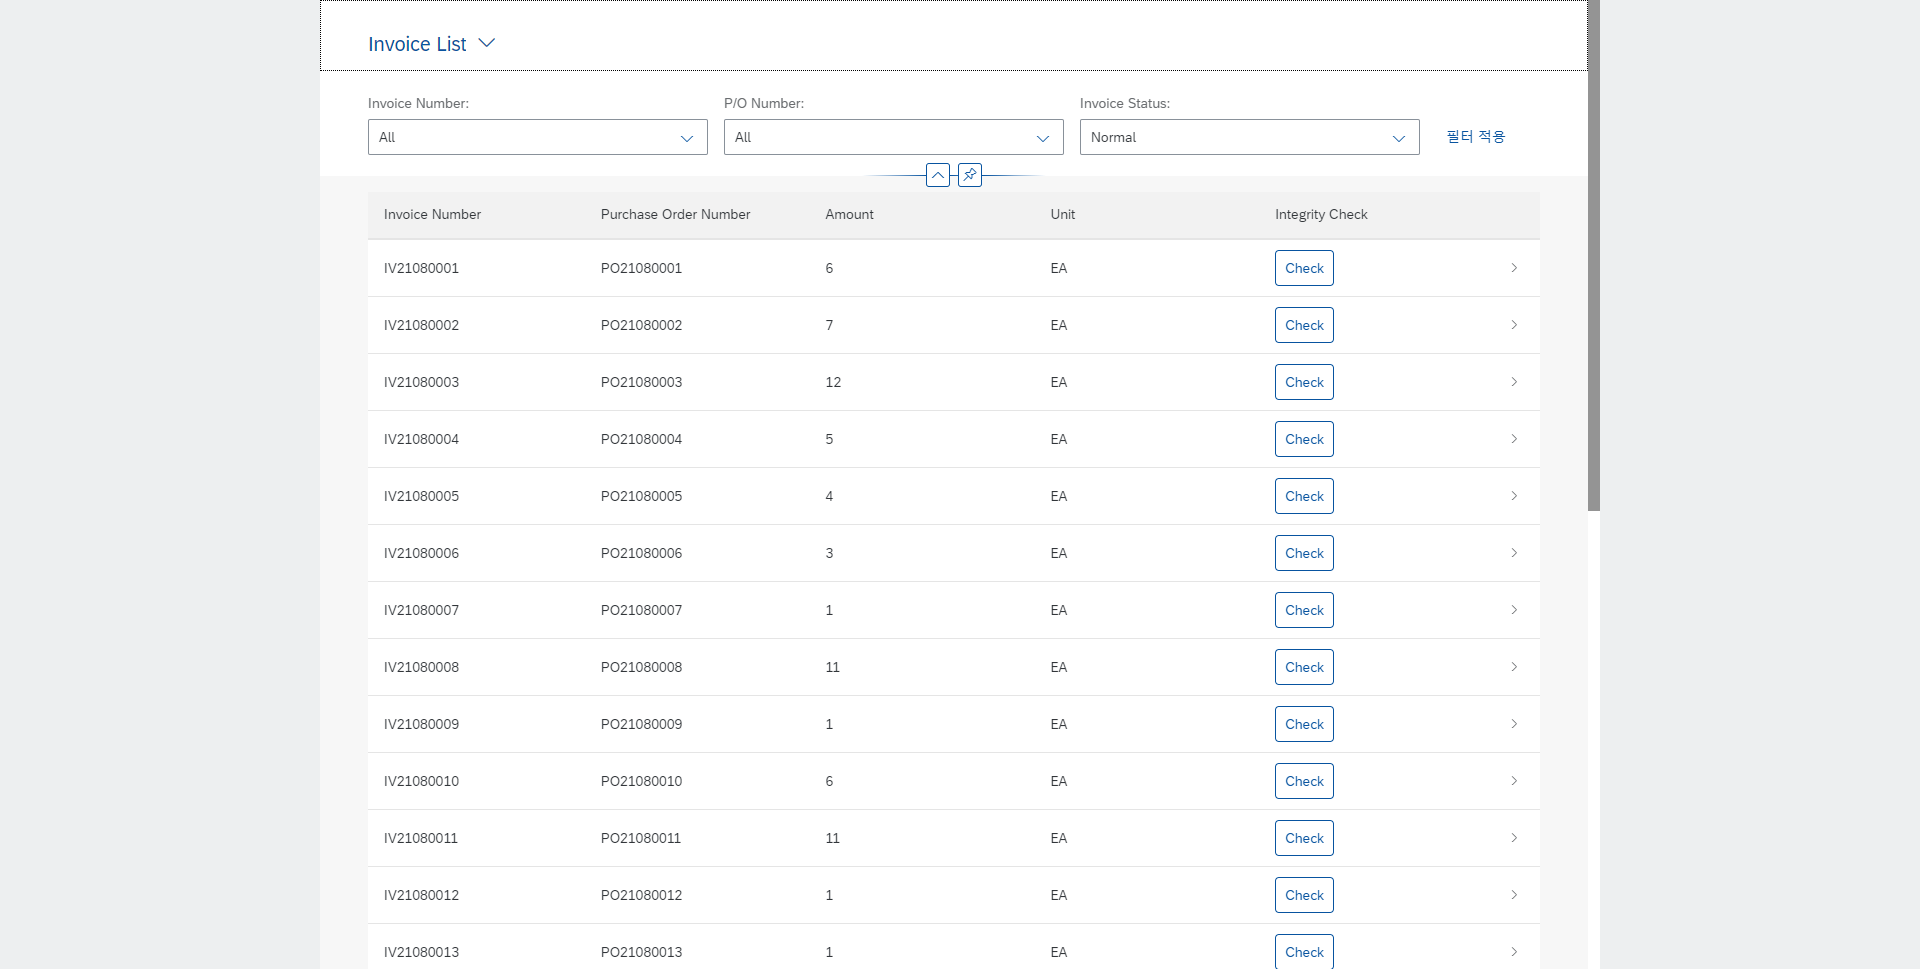 Invoice List
Invoice Number: P/O Number: Invoice Status:
All All Normal 필터 적용
Invoice Number Purchase Order Number Amount Unit Integrity Check
IV21080001 PO21080001 6 EA Check
IV21080002 PO21080002 7 EA Check
IV21080003 PO21080003 12 EA Check
IV21080004 PO21080004 5 EA Check
IV21080005 PO21080005 4 EA Check
IV21080006 PO21080006 3 EA Check
IV21080007 PO21080007 1 EA Check
IV21080008 PO21080008 11 EA Check
IV21080009 PO21080009 1 EA Check
IV21080010 PO21080010 6 EA Check
IV21080011 PO21080011 11 EA Check
IV21080012 PO21080012 1 EA Check
IV21080013 PO21080013 1 EA Check